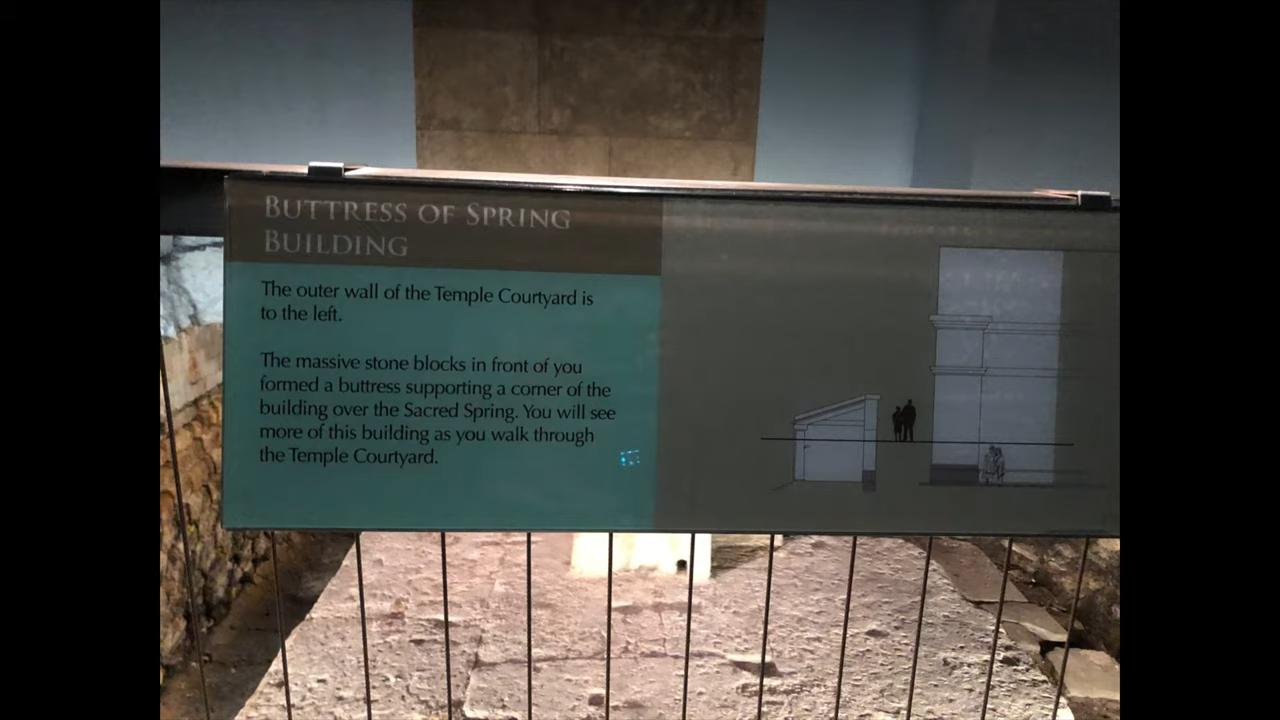 BUTTRESS OF SPRING
BUILDING
The outer wall of the Temple Courtyard is
to the left.
The massive stone blocks in front of you
formed a buttress supporting a corner of the
building over the Sacred Spring. You will see
more of this building as you walk through
the Temple Courtyard.